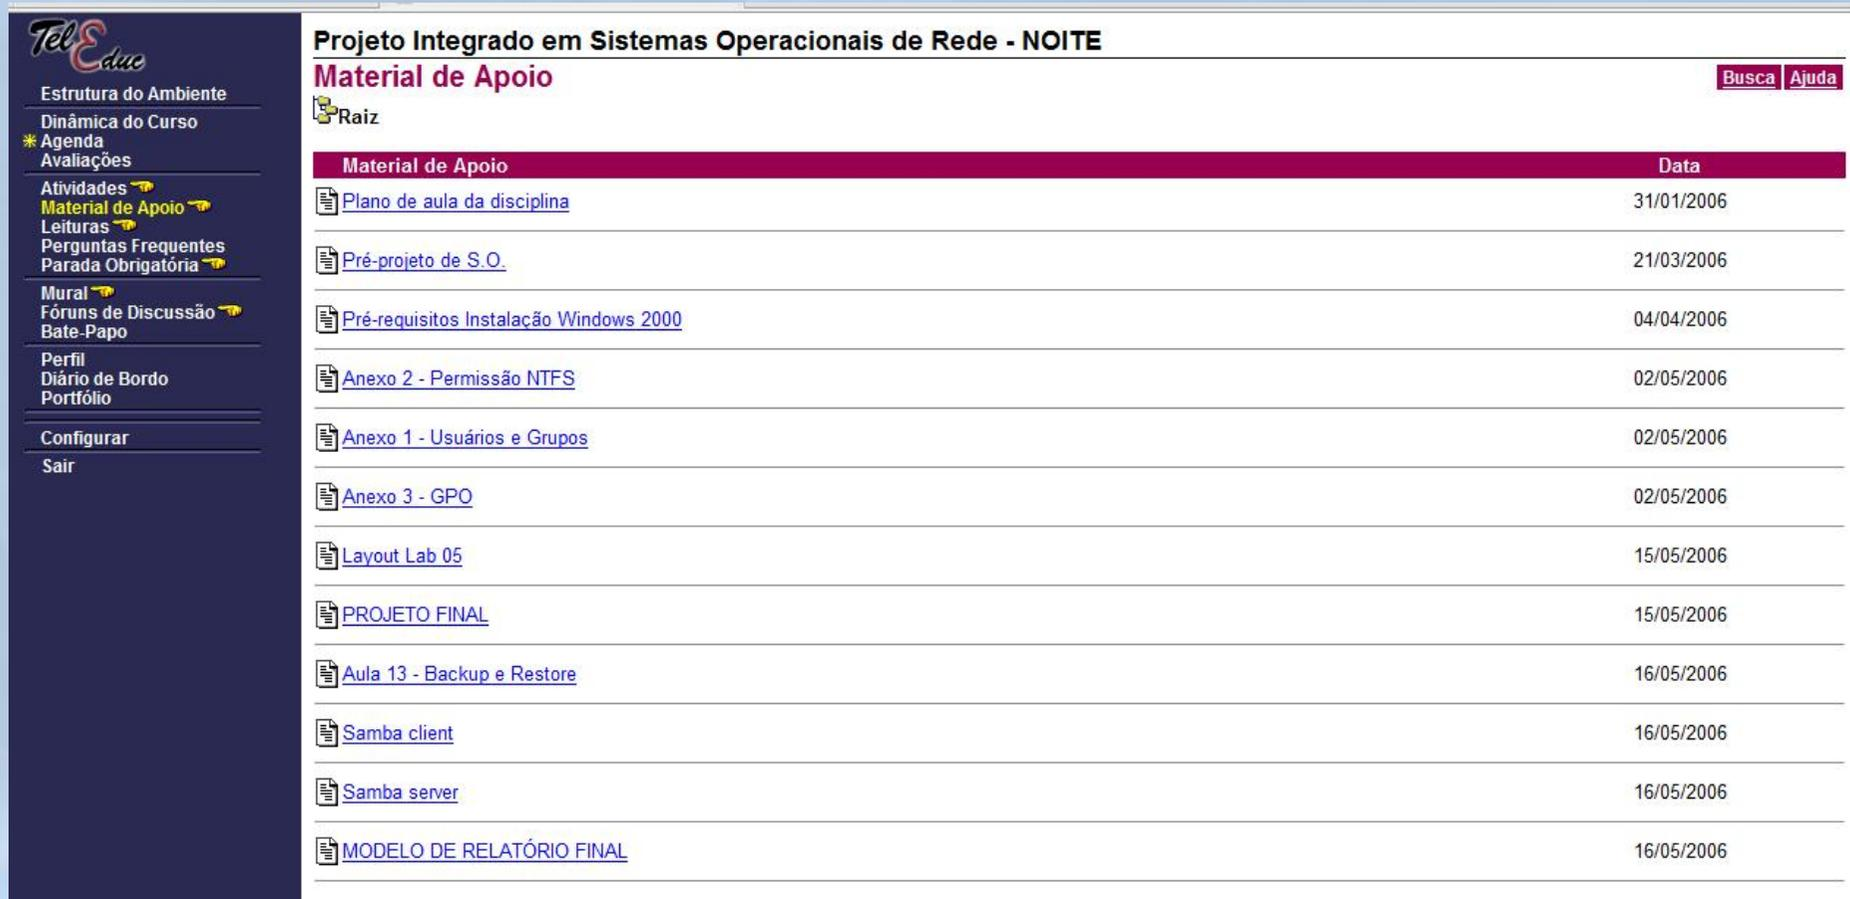 TelEduc
Estrutura do Ambiente
Dinâmica do Curso
Agenda
Avaliações
Atividades
Material de Apoio
Leituras
Perguntas Frequentes
Parada Obrigatória
Mural
Fóruns de Discussão
Bate-Papo
Perfil
Diário de Bordo
Portfólio
Configurar
Sair
Projeto Integrado em Sistemas Operacionais de Rede - NOITE
Material de Apoio
Busca Ajuda
Raiz
Material de Apoio Data
Plano de aula da disciplina 31/01/2006
Pré-projeto de S.O. 21/03/2006
Pré-requisitos Instalação Windows 2000 04/04/2006
Anexo 2 - Permissão NTFS 02/05/2006
Anexo 1 - Usuários e Grupos 02/05/2006
Anexo 3 - GPO 02/05/2006
Layout Lab 05 15/05/2006
PROJETO FINAL 15/05/2006
Aula 13 - Backup e Restore 16/05/2006
Samba client 16/05/2006
Samba server 16/05/2006
MODELO DE RELATÓRIO FINAL 16/05/2006